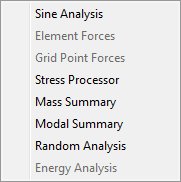 Sine Analysis
Element Forces
Grid Point Forces
Stress Processor
Mass Summary
Modal Summary
Random Analysis
Energy Analysis